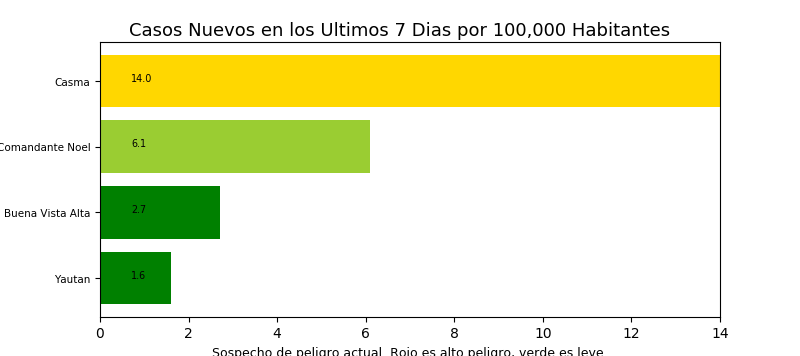 Casos Nuevos en los Ultimos 7 Dias por 100,000 Habitantes
Casma
14.0
Comandante Noel
6.1
Buena Vista Alta
2.7
Yautan
1.6
0 2 4 6 8 10 12 14
Sospecho de peligro actual. Rojo es alto peligro, verde es leve